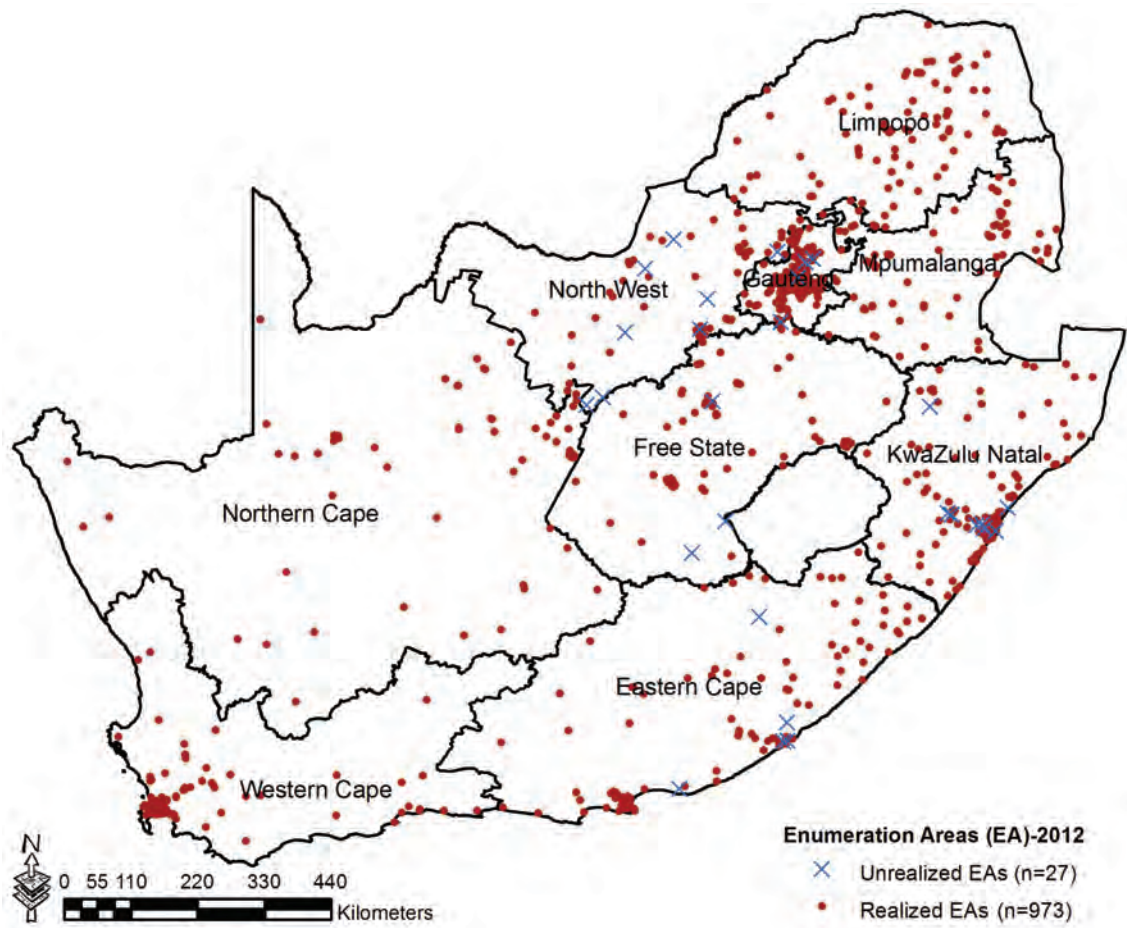 Limpopo
Mpumalanga
Gauteng
North West
Free State
KwaZulu Natal
Northern Cape
Eastern Cape
Western Cape
N
0 55 110 220 330 440
Kilometers
Enumeration Areas (EA)-2012
Unrealized EAs (n=27)
Realized EAs (n=973)